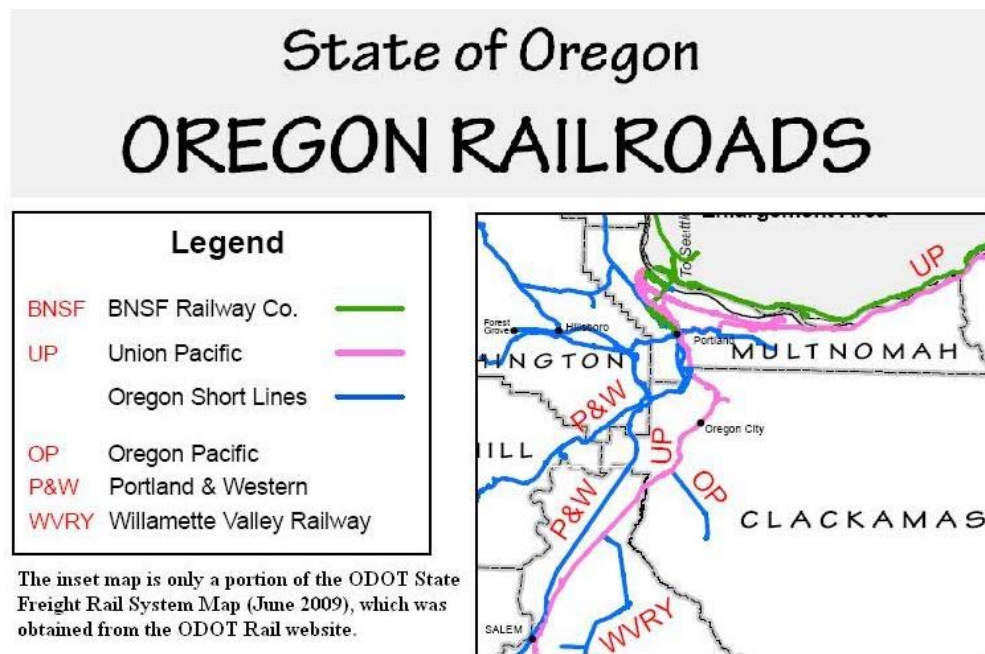 State of Oregon
OREGON RAILROADS
Legend
BNSF BNSF Railway Co.
UP Union Pacific
Oregon Short Lines
OP Oregon Pacific
P&W Portland & Western
WVRY Willamette Valley Railway
The inset map is only a portion of the ODOT State
Freight Rail System Map (June 2009), which was
obtained from the ODOT Rail website.
Area
To Seattle
UP
Forest
Grove
Hillsboro
Portland
MULTNOMAH
INGTON
P&W
Oregon City
UP
ILL
OP
P&W
CLACKAMAS
SALEM
WVRY